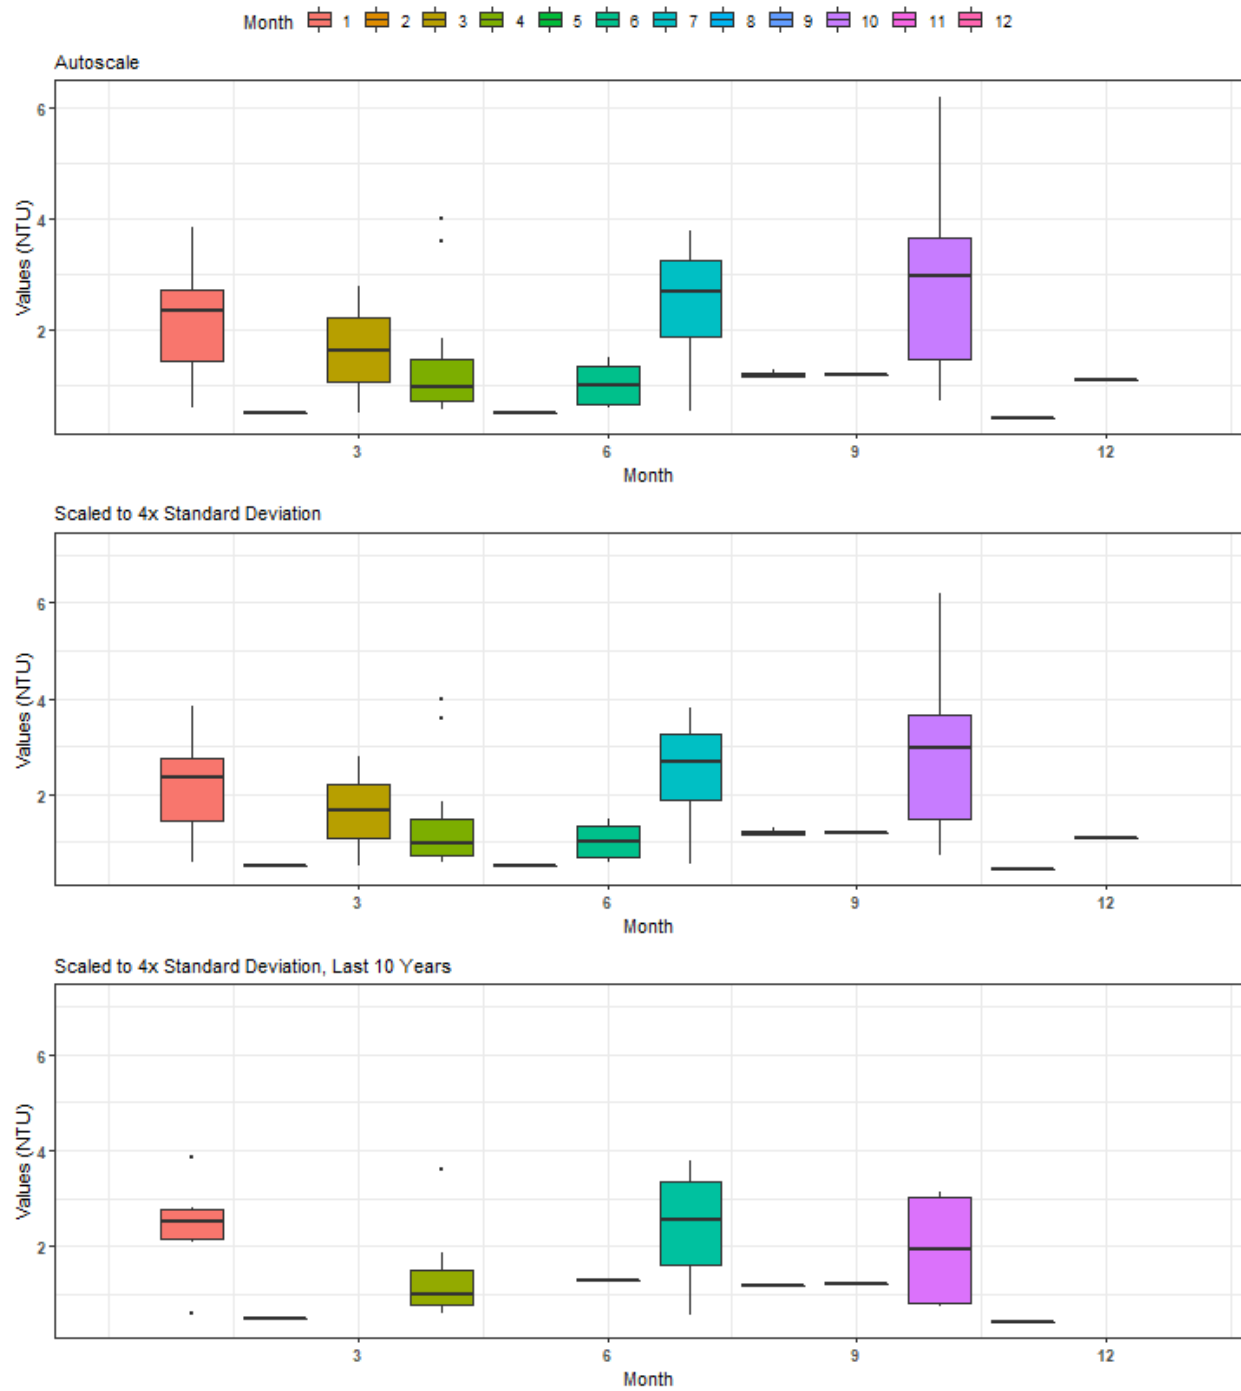 Month 1 2 3 4 5 6 7 8 9 10 11 12
Autoscale
Values (NTU)
6
4
2
3 6 9 12
Month
Scaled to 4x Standard Deviation
Values (NTU)
6
4
2
3 6 9 12
Month
Scaled to 4x Standard Deviation, Last 10 Years
Values (NTU)
6
4
2
3 6 9 12
Month